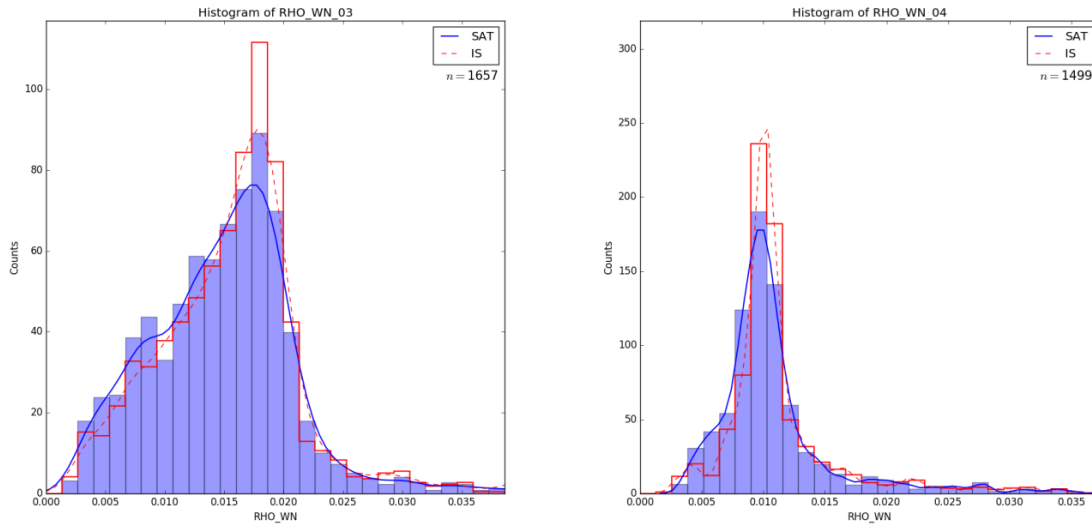 Histogram of RHO_WN_03
SAT
IS
n = 1657
100
80
60
40
20
0
Counts
0.000 0.005 0.010 0.015 0.020 0.025 0.030 0.035
RHO_WN
Histogram of RHO_WN_04
SAT
IS
n = 1499
300
250
200
150
100
50
0
Counts
0.005 0.010 0.015 0.020 0.025 0.030 0.035
RHO_WN